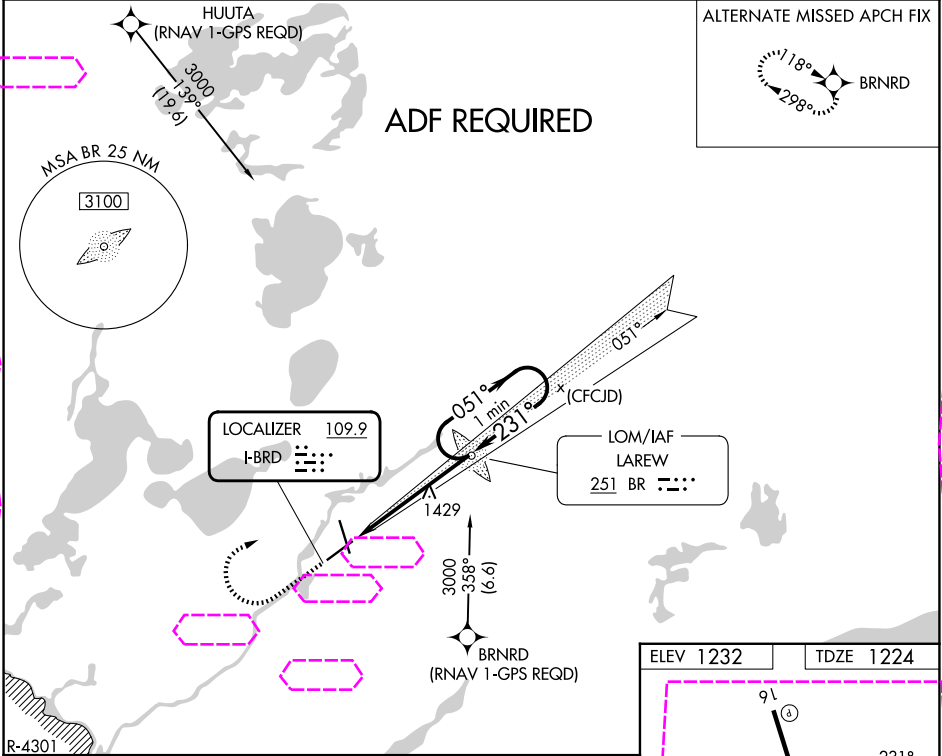 HUUTA
(RNAV 1-GPS REQD)
3000
139°
(19.6)
ALTERNATE MISSED APCH FIX
118°
298°
BRNRD
ADF REQUIRED
MSA BR 25 NM
3100
051°
051°
1 min
231°
(CFCJD)
LOCALIZER 109.9
I-BRD
LOM/IAF
LAREW
251 BR
1429
3000
358°
(6.6)
BRNRD
(RNAV 1-GPS REQD)
R-4301
ELEV 1232
TDZE 1224
16
P
231°